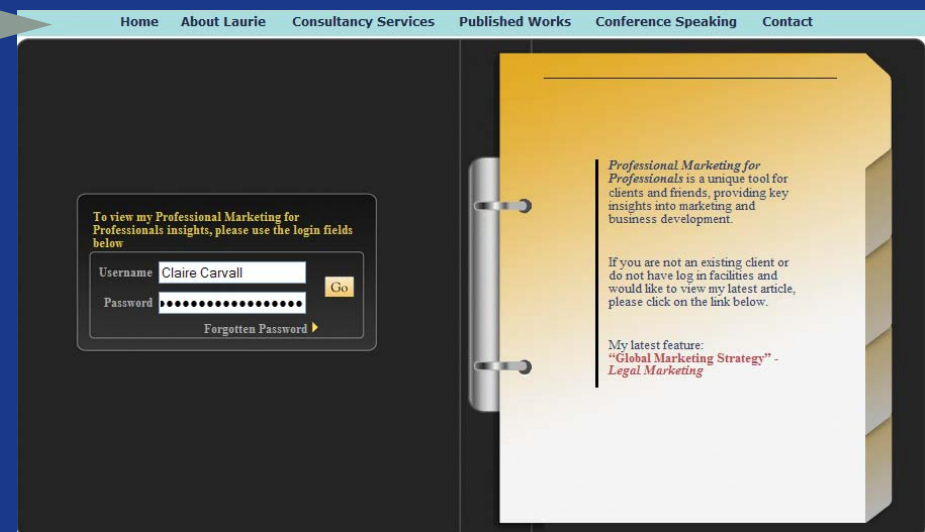 Home About Laurie Consultancy Services Published Works Conference Speaking Contact
To view my Professional Marketing for
Professionals insights, please use the login fields
below
Username Claire Carvall
Go
Password ●●●●●●●●●●●●●●●●●●
Forgotten Password
Professional Marketing for
Professionals is a unique tool for
clients and friends, providing key
insights into marketing and
business development.
If you are not an existing client or
do not have log in facilities and
would like to view my latest article,
please click on the link below.
My latest feature:
“Global Marketing Strategy” -
Legal Marketing